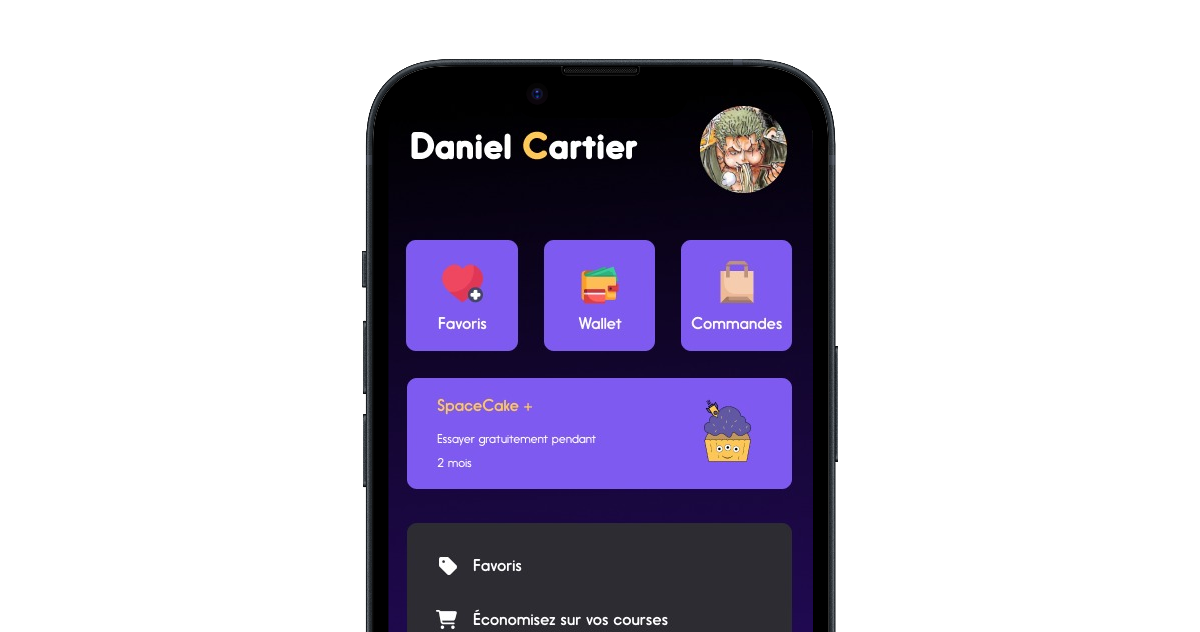 Daniel Cartier
Favoris
Wallet
Commandes
SpaceCake +
Essayer gratuitement pendant
2 mois
Favoris
Économisez sur vos courses